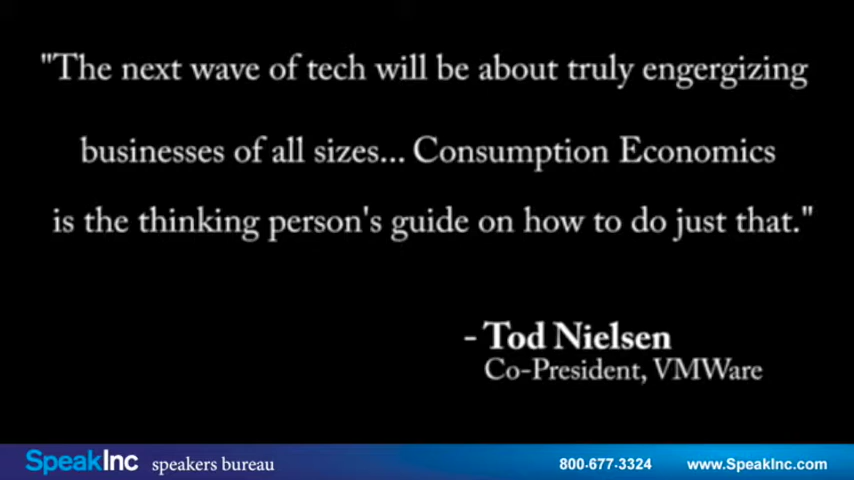 "The next wave of tech will be about truly engergizing
businesses of all sizes... Consumption Economics
is the thinking person's guide on how to do just that."
- Tod Nielsen
Co-President, VMWare
SpeakInc speakers bureau 800-677-3324 www.SpeakInc.com